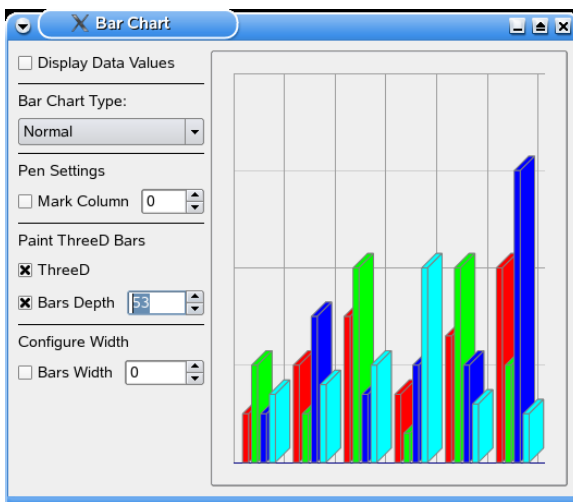 Bar Chart
Display Data Values
Bar Chart Type:
Normal
Pen Settings
Mark Column 0
Paint ThreeD Bars
ThreeD
Bars Depth 53
Configure Width
Bars Width 0